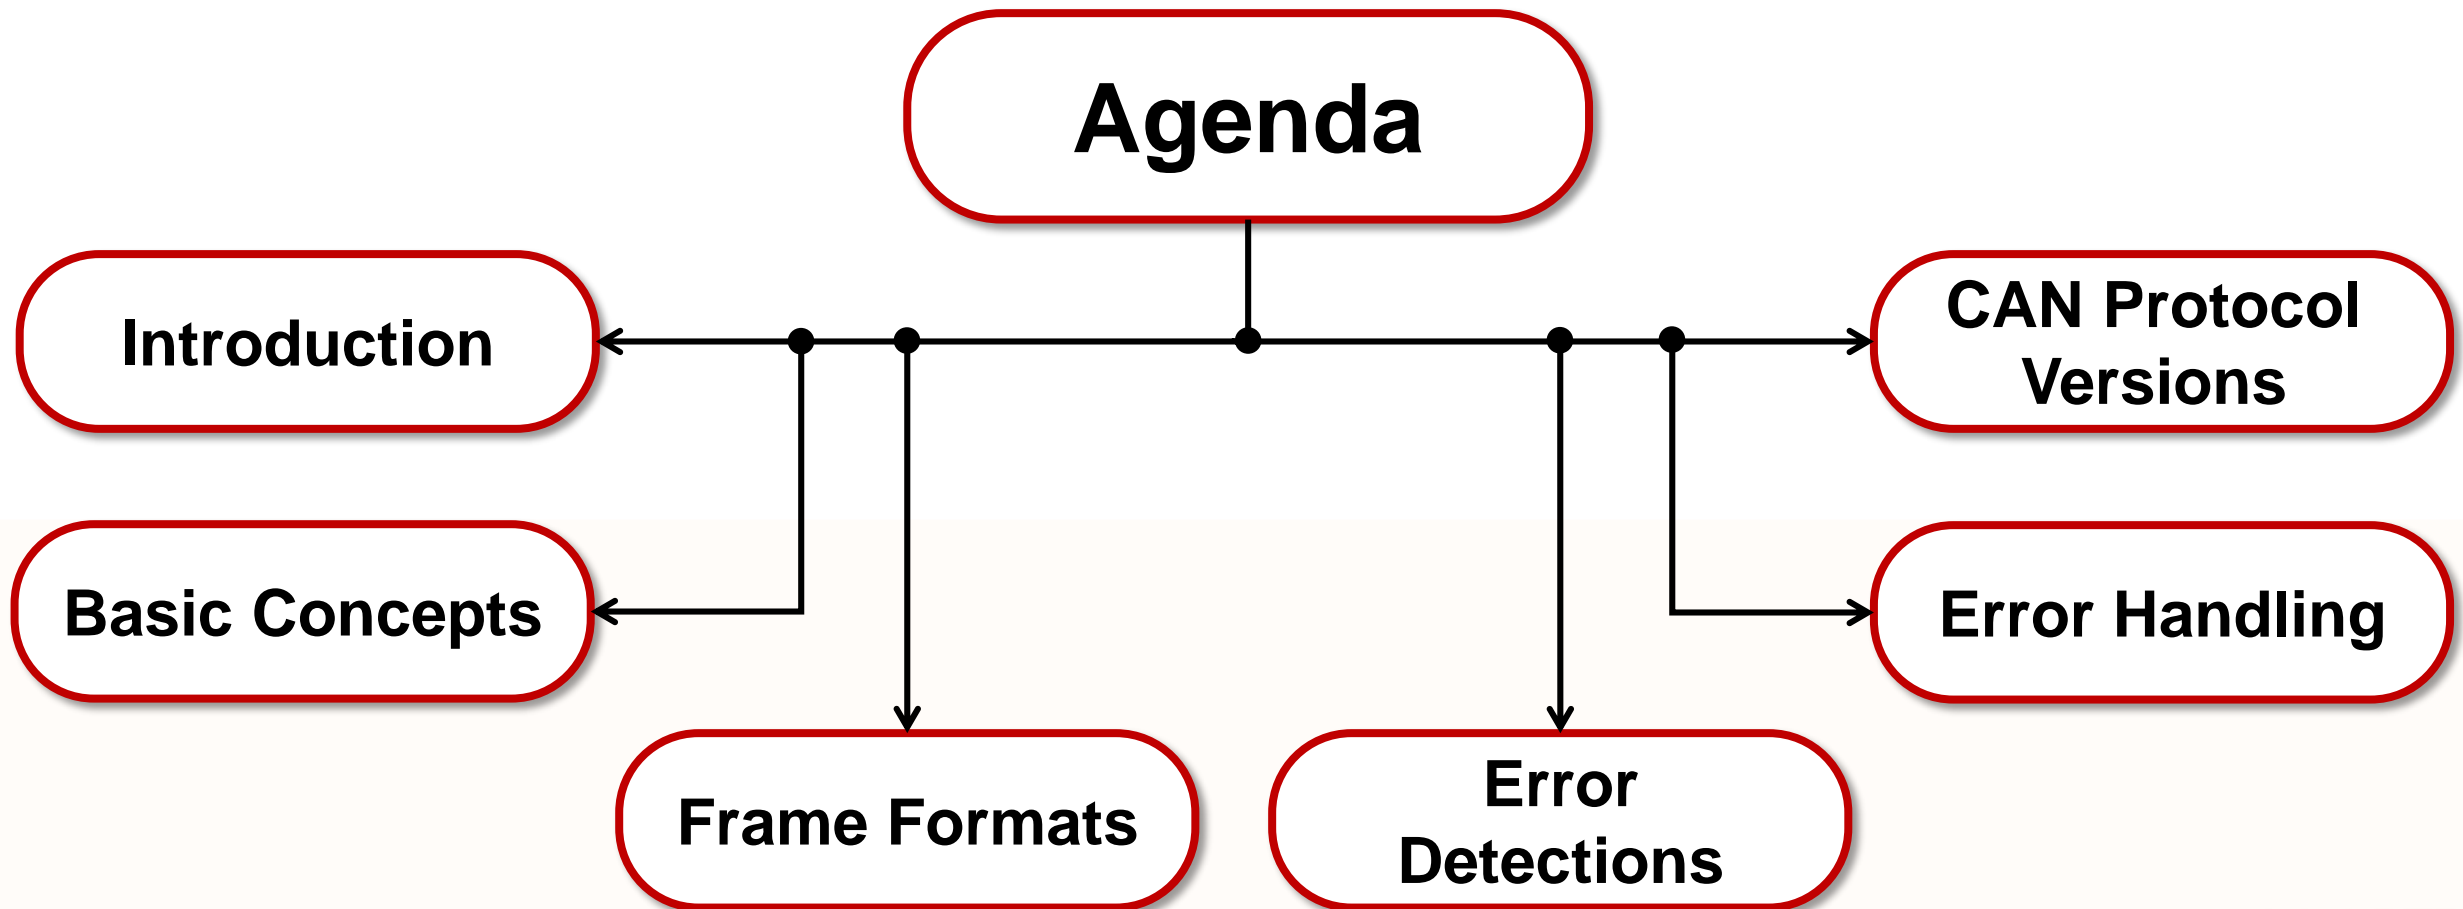 Agenda
Introduction
CAN Protocol
Versions
Basic Concepts
Error Handling
Frame Formats
Error
Detections